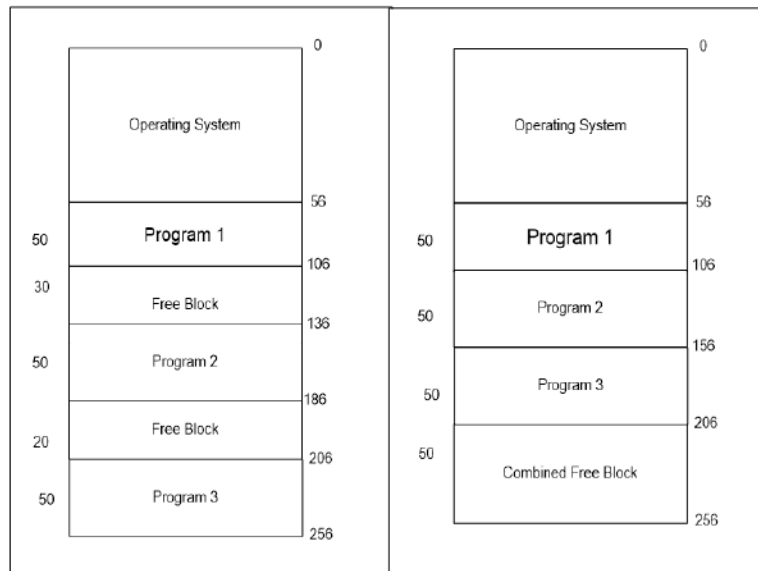 0
Operating System
56
50
Program 1
106
30
Free Block
136
50
Program 2
186
Free Block
20
206
50
Program 3
256
0
Operating System
56
50
Program 1
106
Program 2
50
156
Program 3
50
206
50
Combined Free Block
256